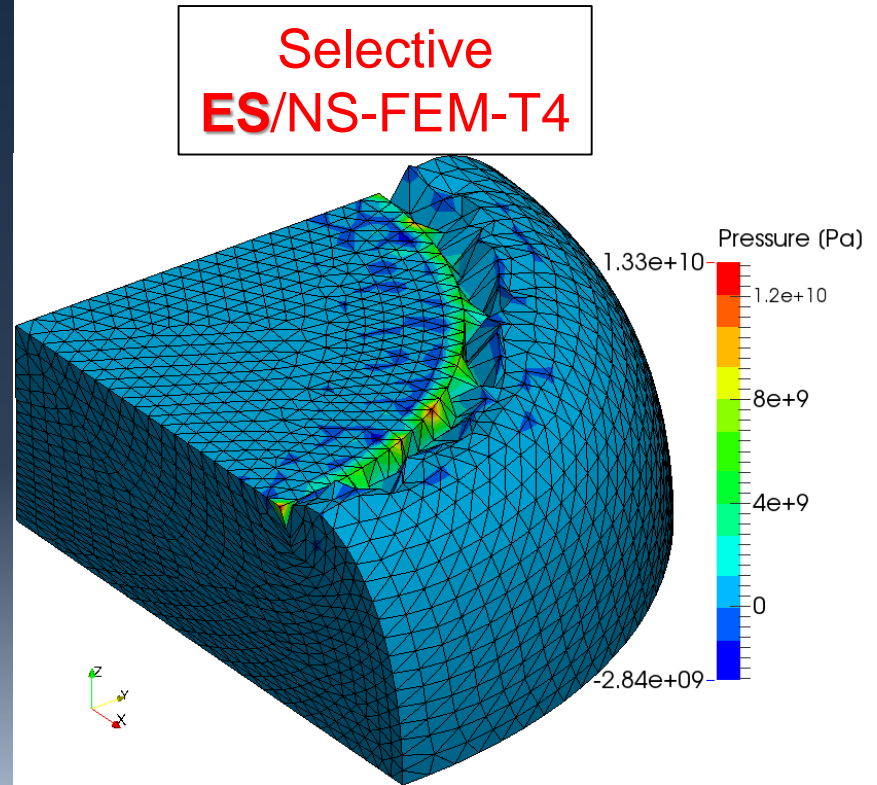 Selective
ES/NS-FEM-T4
Pressure (Pa)
1.33e+10
1.2e+10
8e+9
4e+9
0
-2.84e+09
Z
Y
X